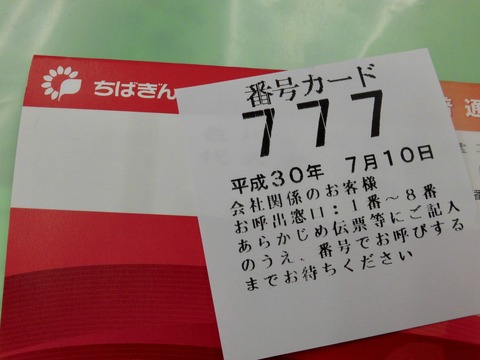 ちばぎん
番号カード
777
平成30年 7月10日
会社関係のお客様
お呼出窓口：1番～8番
あらかじめ伝票等にご記入
のうえ、番号でお呼びする
までお待ちください
通